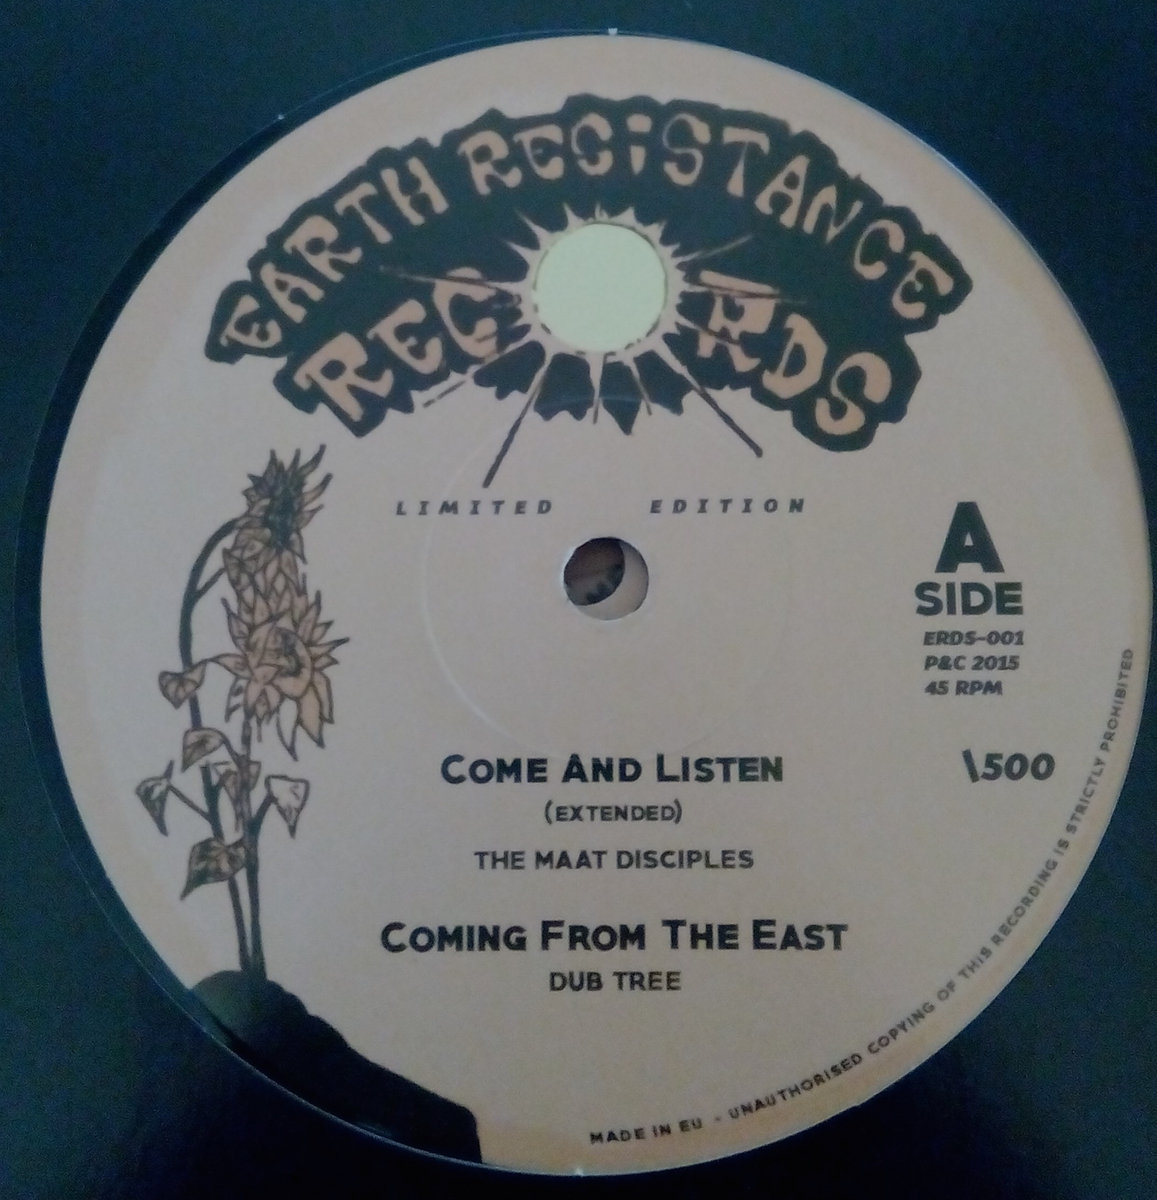 EARTH RECiSTANCE
RECORDS
LIMITED EDITION
A
SIDE
ERDS-001
P&C 2015
45 RPM
\500
COME AND LISTEN
(EXTENDED)
THE MAAT DISCIPLES
COMING FROM THE EAST
DUB TREE
MADE IN EU - UNAUTHORISED COPYING OF THIS RECORDING IS STRICTLY PROHIBITED